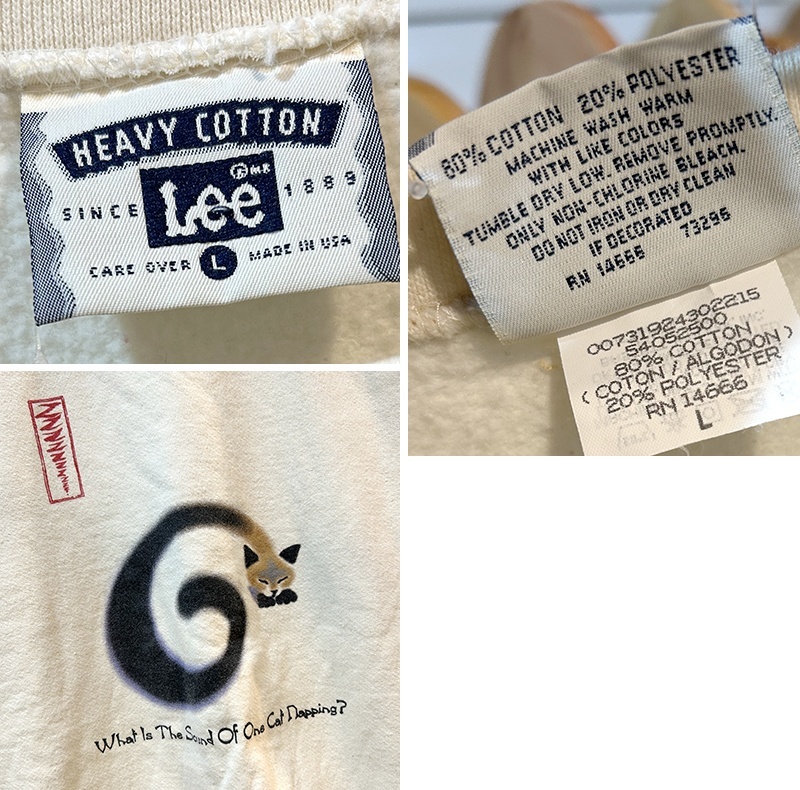 HEAVY COTTON
Lee ® MR
SINCE 1889
CARE OVER L MADE IN USA
80% COTTON 20% POLYESTER
MACHINE WASH WARM
WITH LIKE COLORS
TUMBLE DRY LOW. REMOVE PROMPTLY.
ONLY NON-CHLORINE BLEACH.
DO NOT IRON OR DRY CLEAN
IF DECORATED 73296
RN 14666
00731924302215
54052500
80% COTTON
(COTON / ALGODON)
20% POLYESTER
RN 14666
L
What Is The Sound Of One Cat Napping?